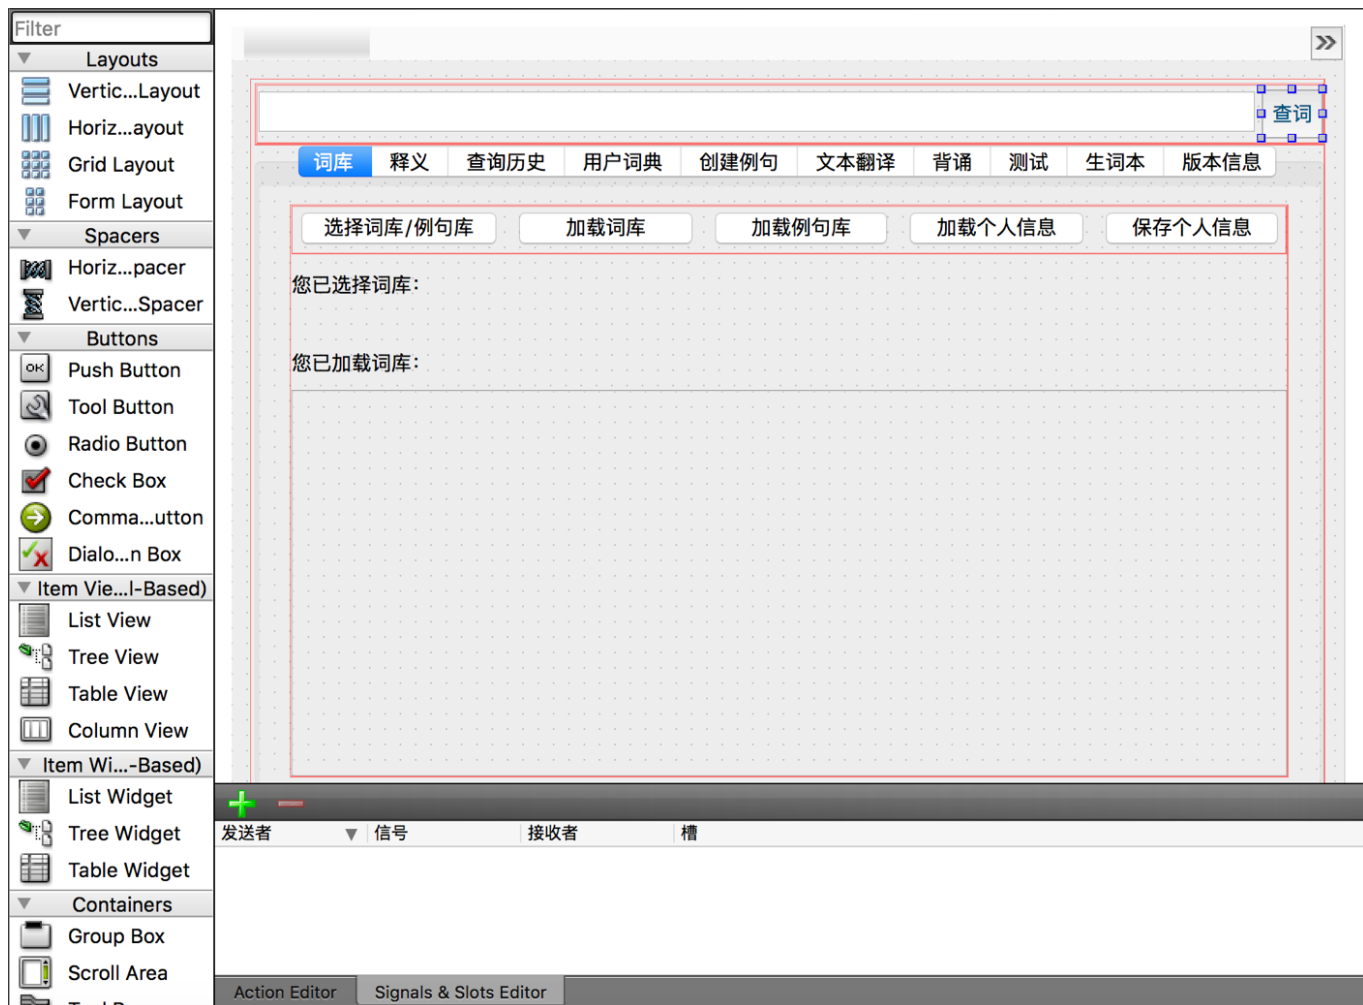 Filter
Layouts
Vertic...Layout
Horiz...ayout
Grid Layout
Form Layout
Spacers
Horiz...pacer
Vertic...Spacer
Buttons
Push Button
OK
Tool Button
Radio Button
Check Box
Comma...utton
Dialo...n Box
Item Vie...l-Based)
List View
Tree View
Table View
Column View
Item Wi...-Based)
List Widget
Tree Widget
Table Widget
Containers
Group Box
Scroll Area
查词
词库 释义 查询历史 用户词典 创建例句 文本翻译 背诵 测试 生词本 版本信息
选择词库/例句库 加载词库 加载例句库 加载个人信息 保存个人信息
您已选择词库：
您已加载词库：
发送者 信号 接收者 槽
Action Editor Signals & Slots Editor